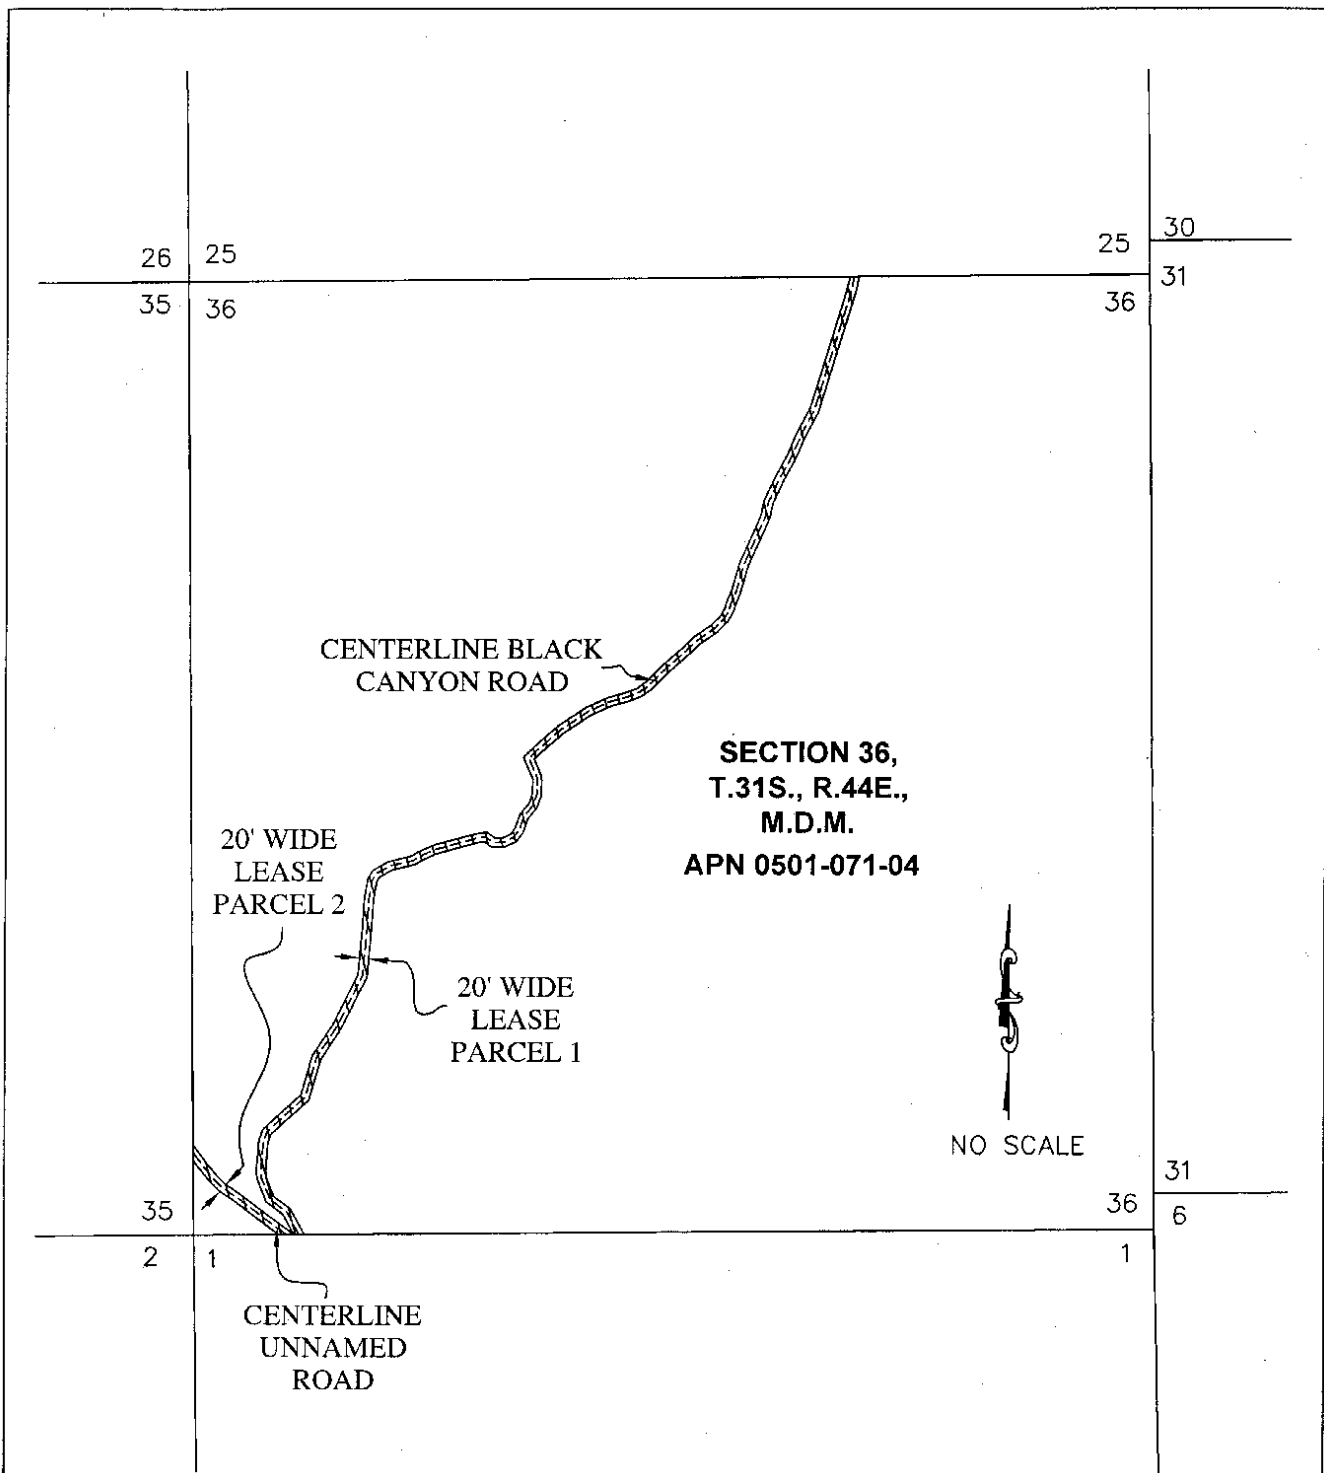 26 25
25 30
35 36
36 31
CENTERLINE BLACK
CANYON ROAD
SECTION 36,
T.31S., R.44E.,
M.D.M.
APN 0501-071-04
20' WIDE
LEASE
PARCEL 2
20' WIDE
LEASE
PARCEL 1
NO SCALE
31
35
36 6
2 1
1
CENTERLINE
UNNAMED
ROAD